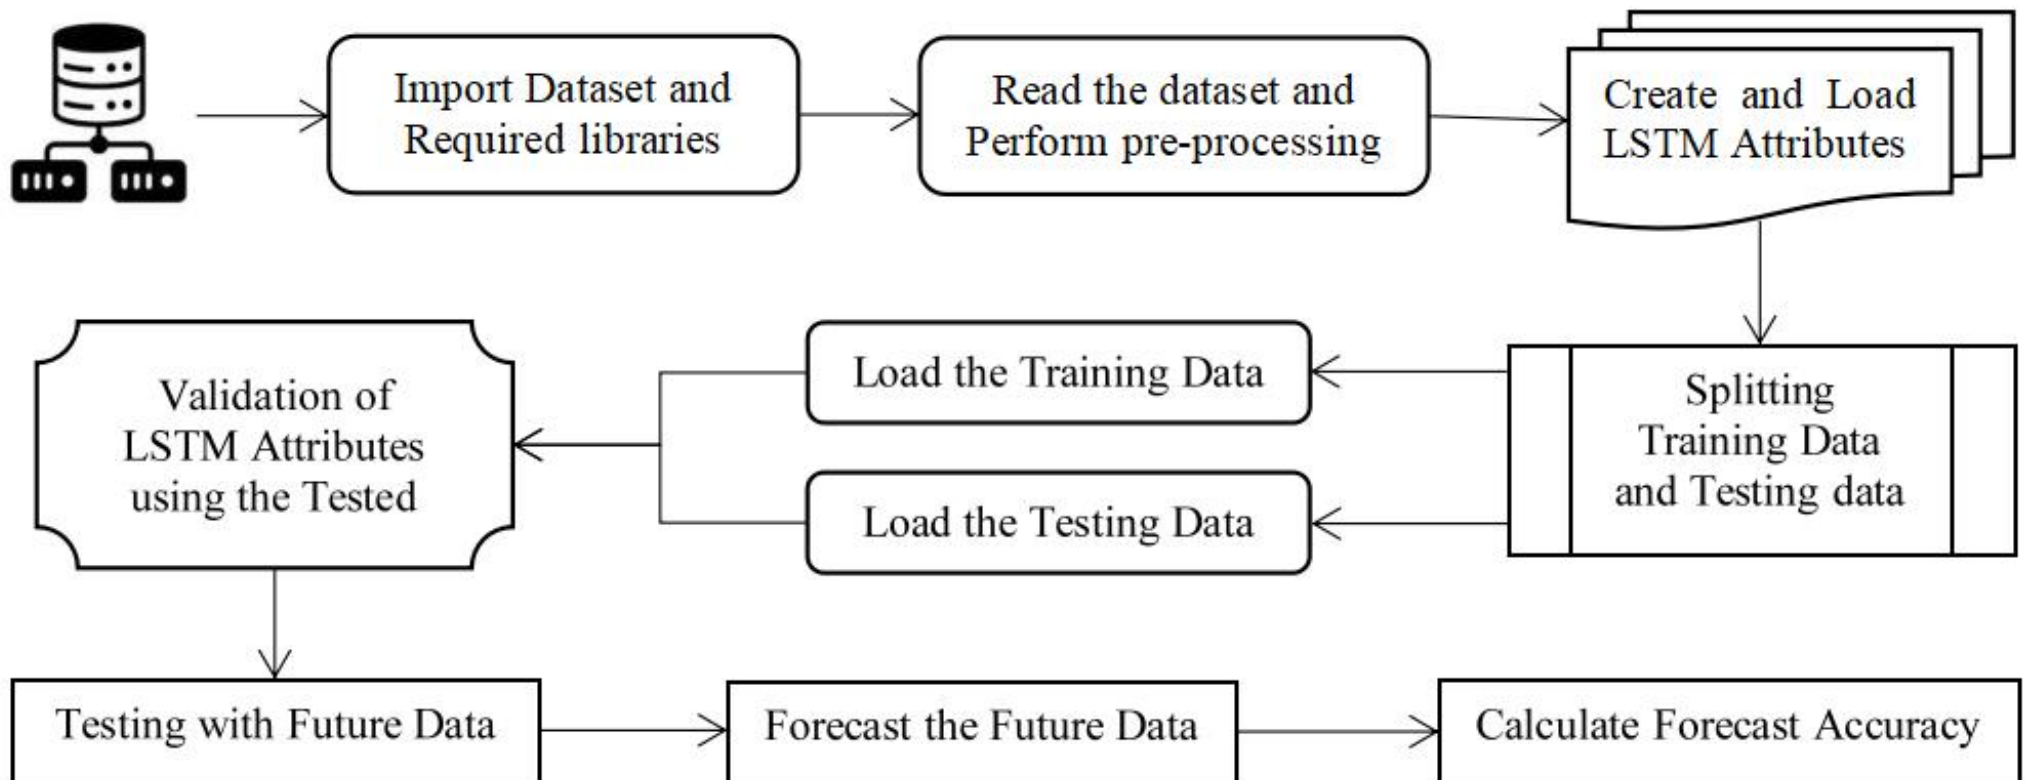 Import Dataset and
Required libraries
Read the dataset and
Perform pre-processing
Create and Load
LSTM Attributes
Splitting
Training Data
and Testing data
Load the Training Data
Load the Testing Data
Validation of
LSTM Attributes
using the Tested
Testing with Future Data
Forecast the Future Data
Calculate Forecast Accuracy